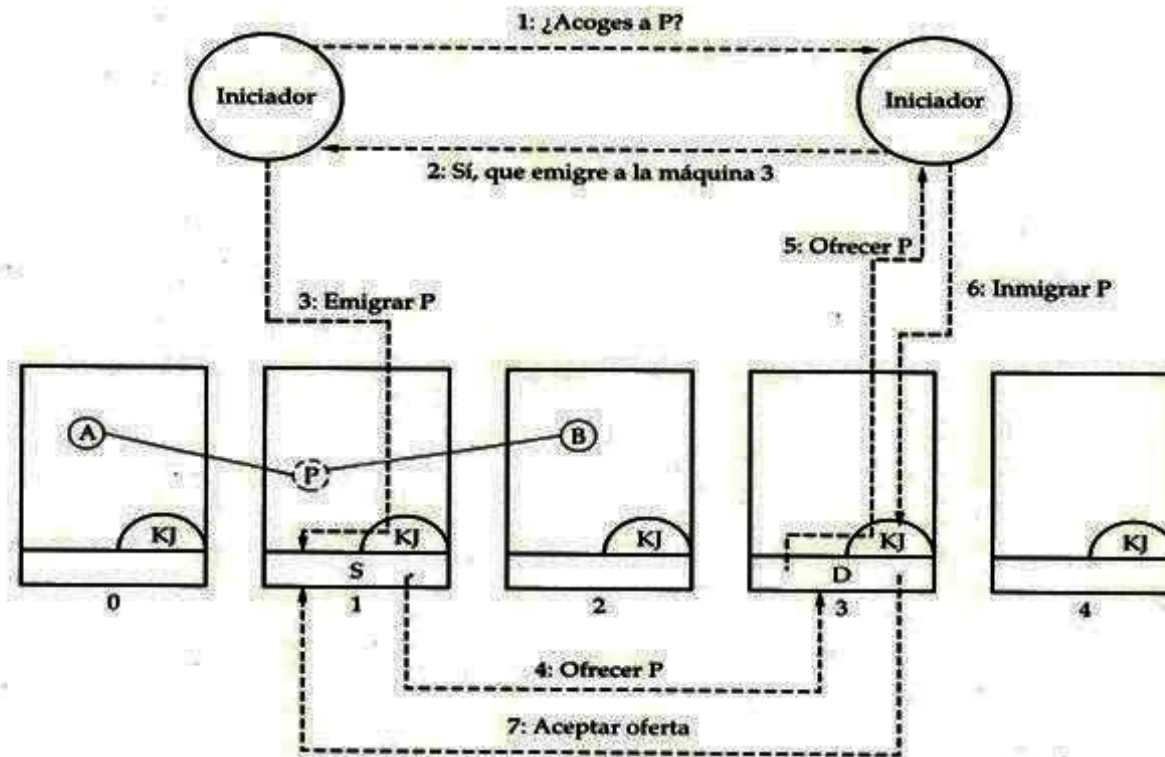 1: ¿Acoges a P?
Iniciador
Iniciador
2: Sí, que emigre a la máquina 3
5: Ofrecer P
3: Emigrar P
6: Inmigrar P
A
P
B
KJ
KJ
KJ
KJ
KJ
S
D
0
1
2
3
4
4: Ofrecer P
7: Aceptar oferta